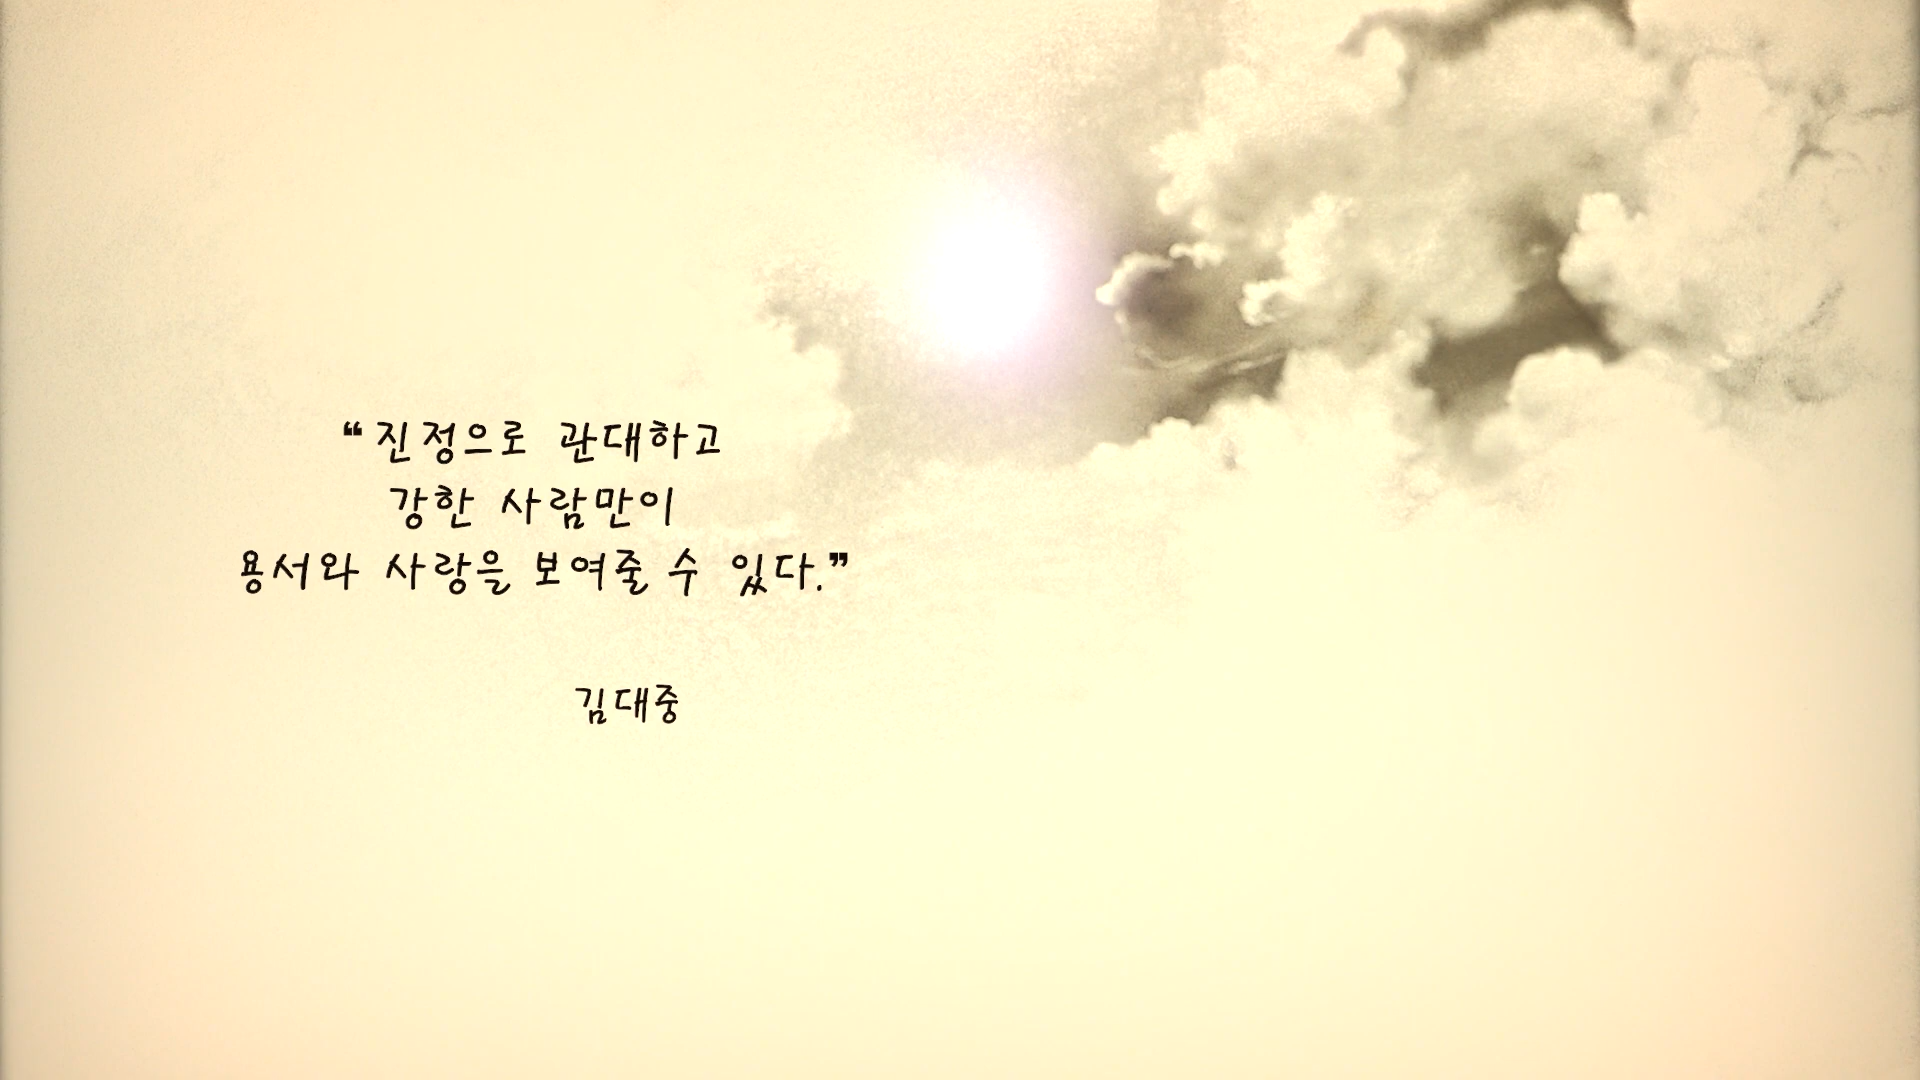 “진정으로 관대하고
강한 사람만이
용서와 사랑을 보여줄 수 있다.”
김대중